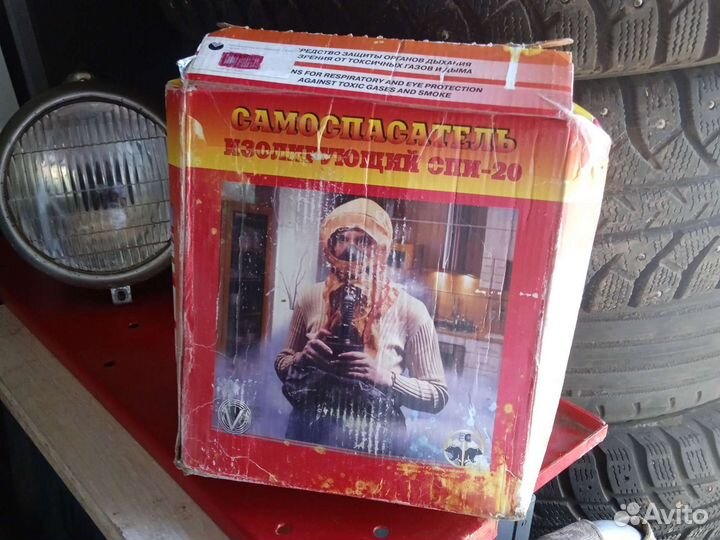 СРЕДСТВО ЗАЩИТЫ ОРГАНОВ ДЫХАНИЯ
ЗРЕНИЯ ОТ ТОКСИЧНЫХ ГАЗОВ И ДЫМА
NS FOR RESPIRATORY AND EYE PROTECTION
AGAINST TOXIC GASES AND SMOKE
САМОСПАСАТЕЛЬ
ИЗОЛИРУЮЩИЙ СПИ-20
Avito